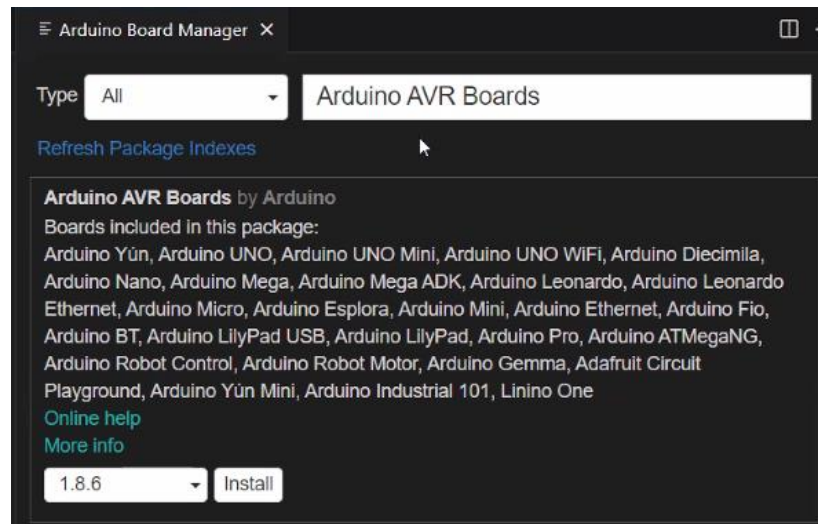 Arduino Board Manager
Type All Arduino AVR Boards
Refresh Package Indexes
Arduino AVR Boards by Arduino
Boards included in this package:
Arduino Yún, Arduino UNO, Arduino UNO Mini, Arduino UNO WiFi, Arduino Diecimila,
Arduino Nano, Arduino Mega, Arduino Mega ADK, Arduino Leonardo, Arduino Leonardo
Ethernet, Arduino Micro, Arduino Esplora, Arduino Mini, Arduino Ethernet, Arduino Fio,
Arduino BT, Arduino LilyPad USB, Arduino LilyPad, Arduino Pro, Arduino ATMegaNG,
Arduino Robot Control, Arduino Robot Motor, Arduino Gemma, Adafruit Circuit
Playground, Arduino Yún Mini, Arduino Industrial 101, Linino One
Online help
More info
1.8.6 Install